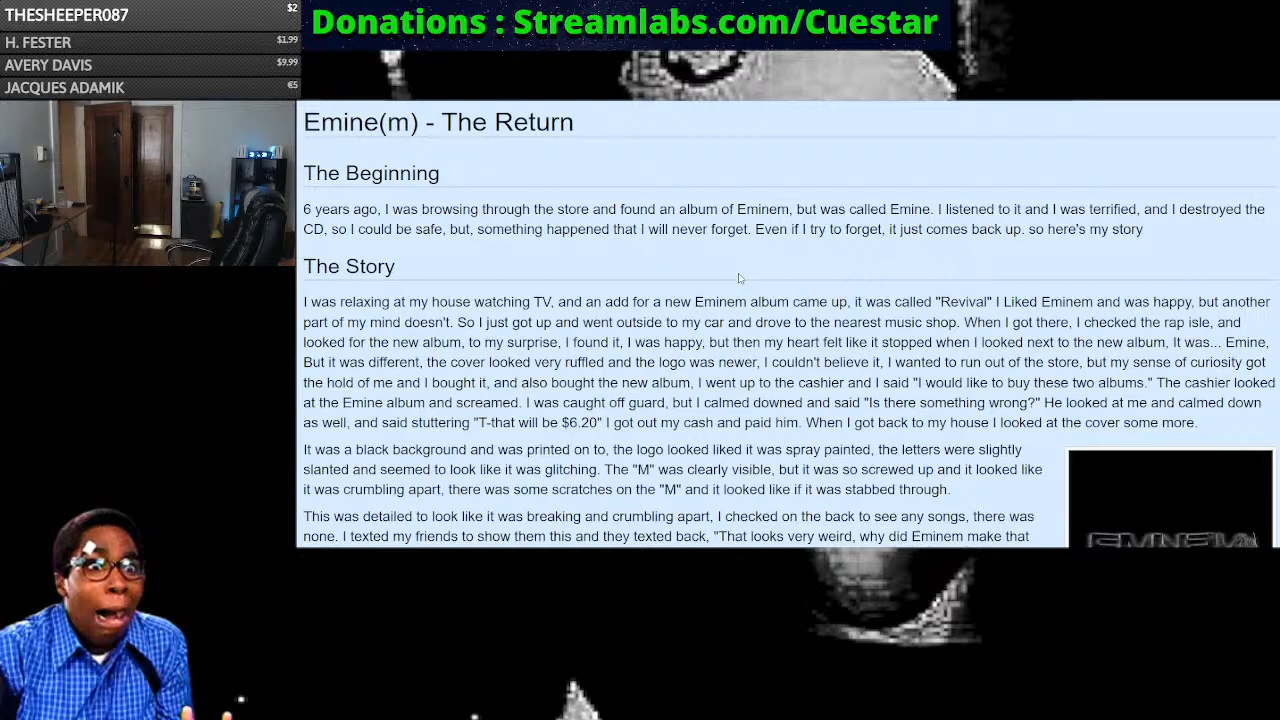 THESHEEPER087 $2
H. FESTER $1.99
AVERY DAVIS $9.99
JACQUES ADAMIK €5
Donations : Streamlabs.com/Cuestar
Emine(m) - The Return
The Beginning
6 years ago, I was browsing through the store and found an album of Eminem, but was called Emine. I listened to it and I was terrified, and I destroyed the
CD, so I could be safe, but, something happened that I will never forget. Even if I try to forget, it just comes back up. so here's my story
The Story
I was relaxing at my house watching TV, and an add for a new Eminem album came up, it was called "Revival" I Liked Eminem and was happy, but another
part of my mind doesn't. So I just got up and went outside to my car and drove to the nearest music shop. When I got there, I checked the rap isle, and
looked for the new album, to my surprise, I found it, I was happy, but then my heart felt like it stopped when I looked next to the new album, It was... Emine,
But it was different, the cover looked very ruffled and the logo was newer, I couldn't believe it, I wanted to run out of the store, but my sense of curiosity got
the hold of me and I bought it, and also bought the new album, I went up to the cashier and I said "I would like to buy these two albums." The cashier looked
at the Emine album and screamed. I was caught off guard, but I calmed downed and said "Is there something wrong?" He looked at me and calmed down
as well, and said stuttering "T-that will be $6.20" I got out my cash and paid him. When I got back to my house I looked at the cover some more.
It was a black background and was printed on to, the logo looked liked it was spray painted, the letters were slightly
slanted and seemed to look like it was glitching. The "M" was clearly visible, but it was so screwed up and it looked like
it was crumbling apart, there was some scratches on the "M" and it looked like if it was stabbed through.
This was detailed to look like it was breaking and crumbling apart, I checked on the back to see any songs, there was
none. I texted my friends to show them this and they texted back, "That looks very weird, why did Eminem make that